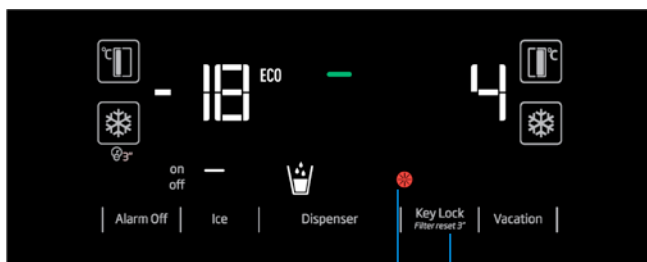 °C
°C
- 18 ECO
4
3"
on
off
Alarm Off
Ice
Dispenser
Key Lock
Filter reset 3"
Vacation